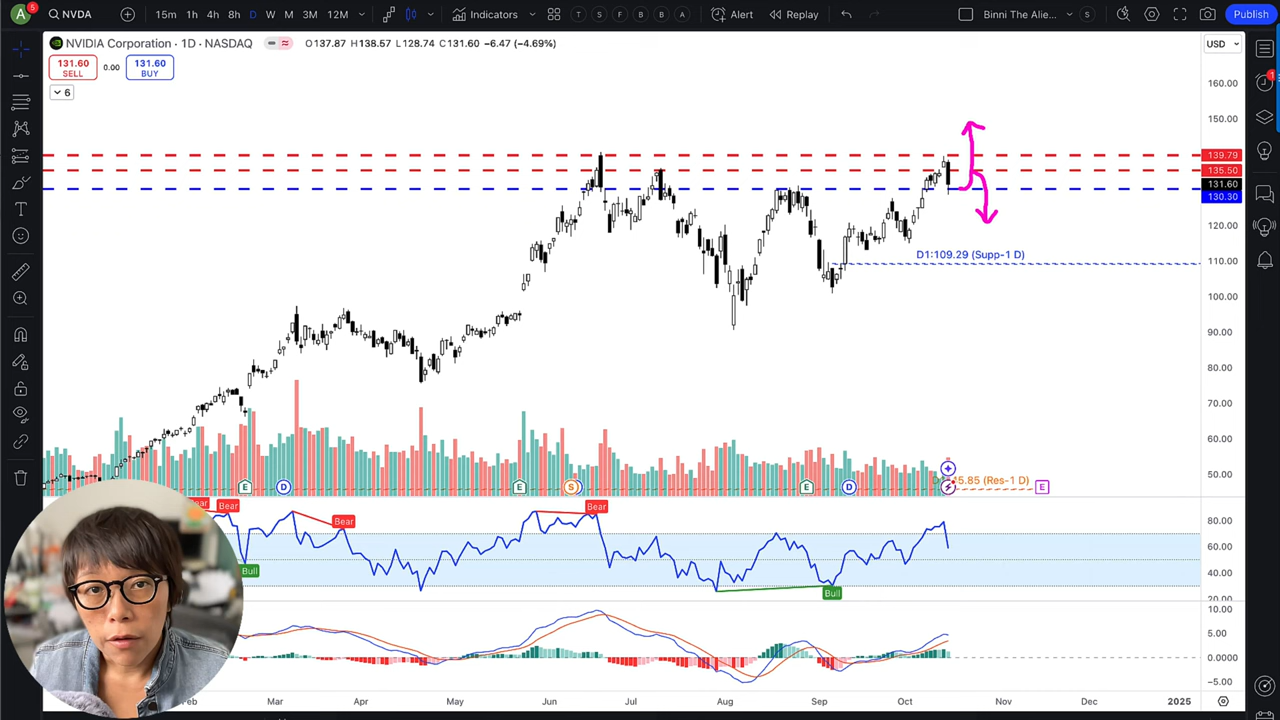 A 5 NVDA 15m 1h 4h 8h D W M 3M 12M Indicators T S F B B A Alert Replay Binni The Alie... S Publish
NVIDIA Corporation · 1D · NASDAQ O137.87 H138.57 L128.74 C131.60 -6.47 (-4.69%) USD
131.60 0.00 131.60
SELL BUY
6
160.00
150.00
139.79
135.50
131.60
130.30
120.00
D1:109.29 (Supp-1 D)
110.00
100.00
90.00
80.00
70.00
60.00
50.00
5.85 (Res-1 D)
E D E S E D E
Bear Bear Bear
Bull Bull
80.00
60.00
40.00
20.00
10.00
5.00
0.0000
-5.00
Mar Apr May Jun Jul Aug Sep Oct Nov Dec 2025
1